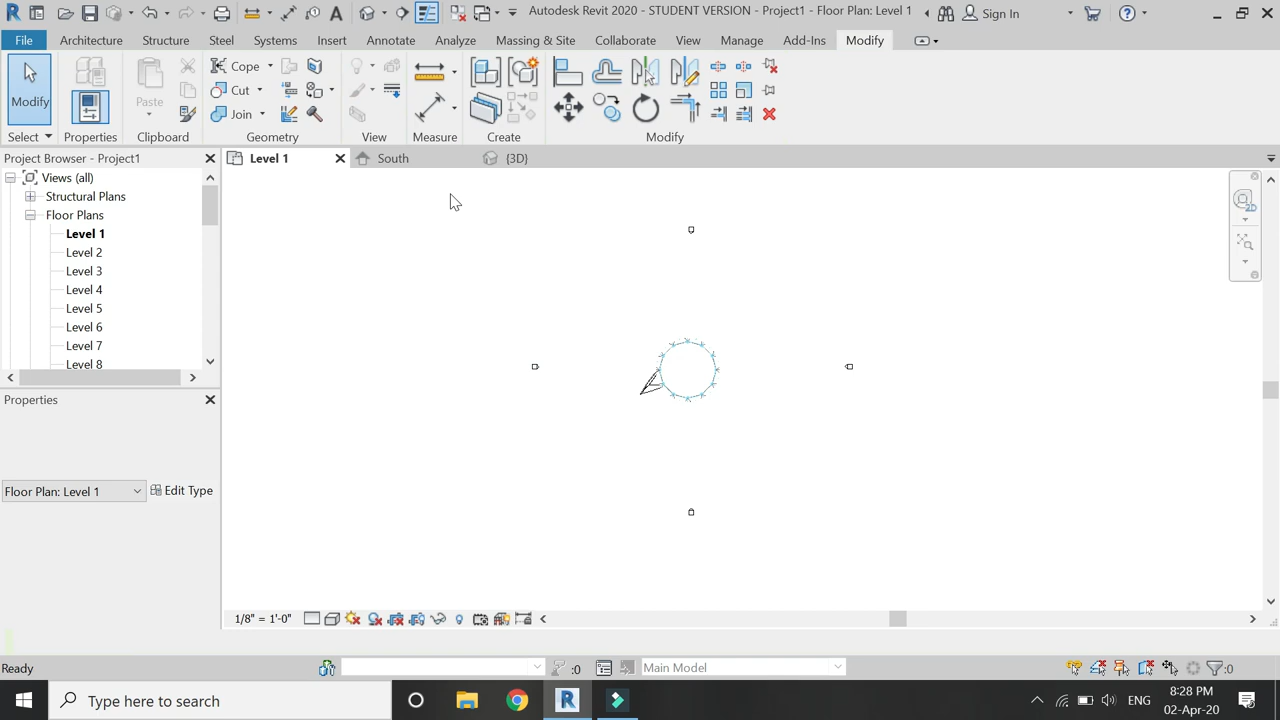 Autodesk Revit 2020 - STUDENT VERSION - Project1 - Floor Plan: Level 1
Sign In
File Architecture Structure Steel Systems Insert Annotate Analyze Massing & Site Collaborate View Manage Add-Ins Modify
Modify
Paste
Cope
Cut
Join
Select Properties Clipboard Geometry View Measure Create Modify
Project Browser - Project1
Level 1
South
{3D}
Views (all)
Structural Plans
Floor Plans
Level 1
Level 2
Level 3
Level 4
Level 5
Level 6
Level 7
Level 8
2D
Properties
Floor Plan: Level 1
Edit Type
1/8" = 1'-0"
Ready
:0
Main Model
:0
Type here to search
ENG
8:28 PM
02-Apr-20